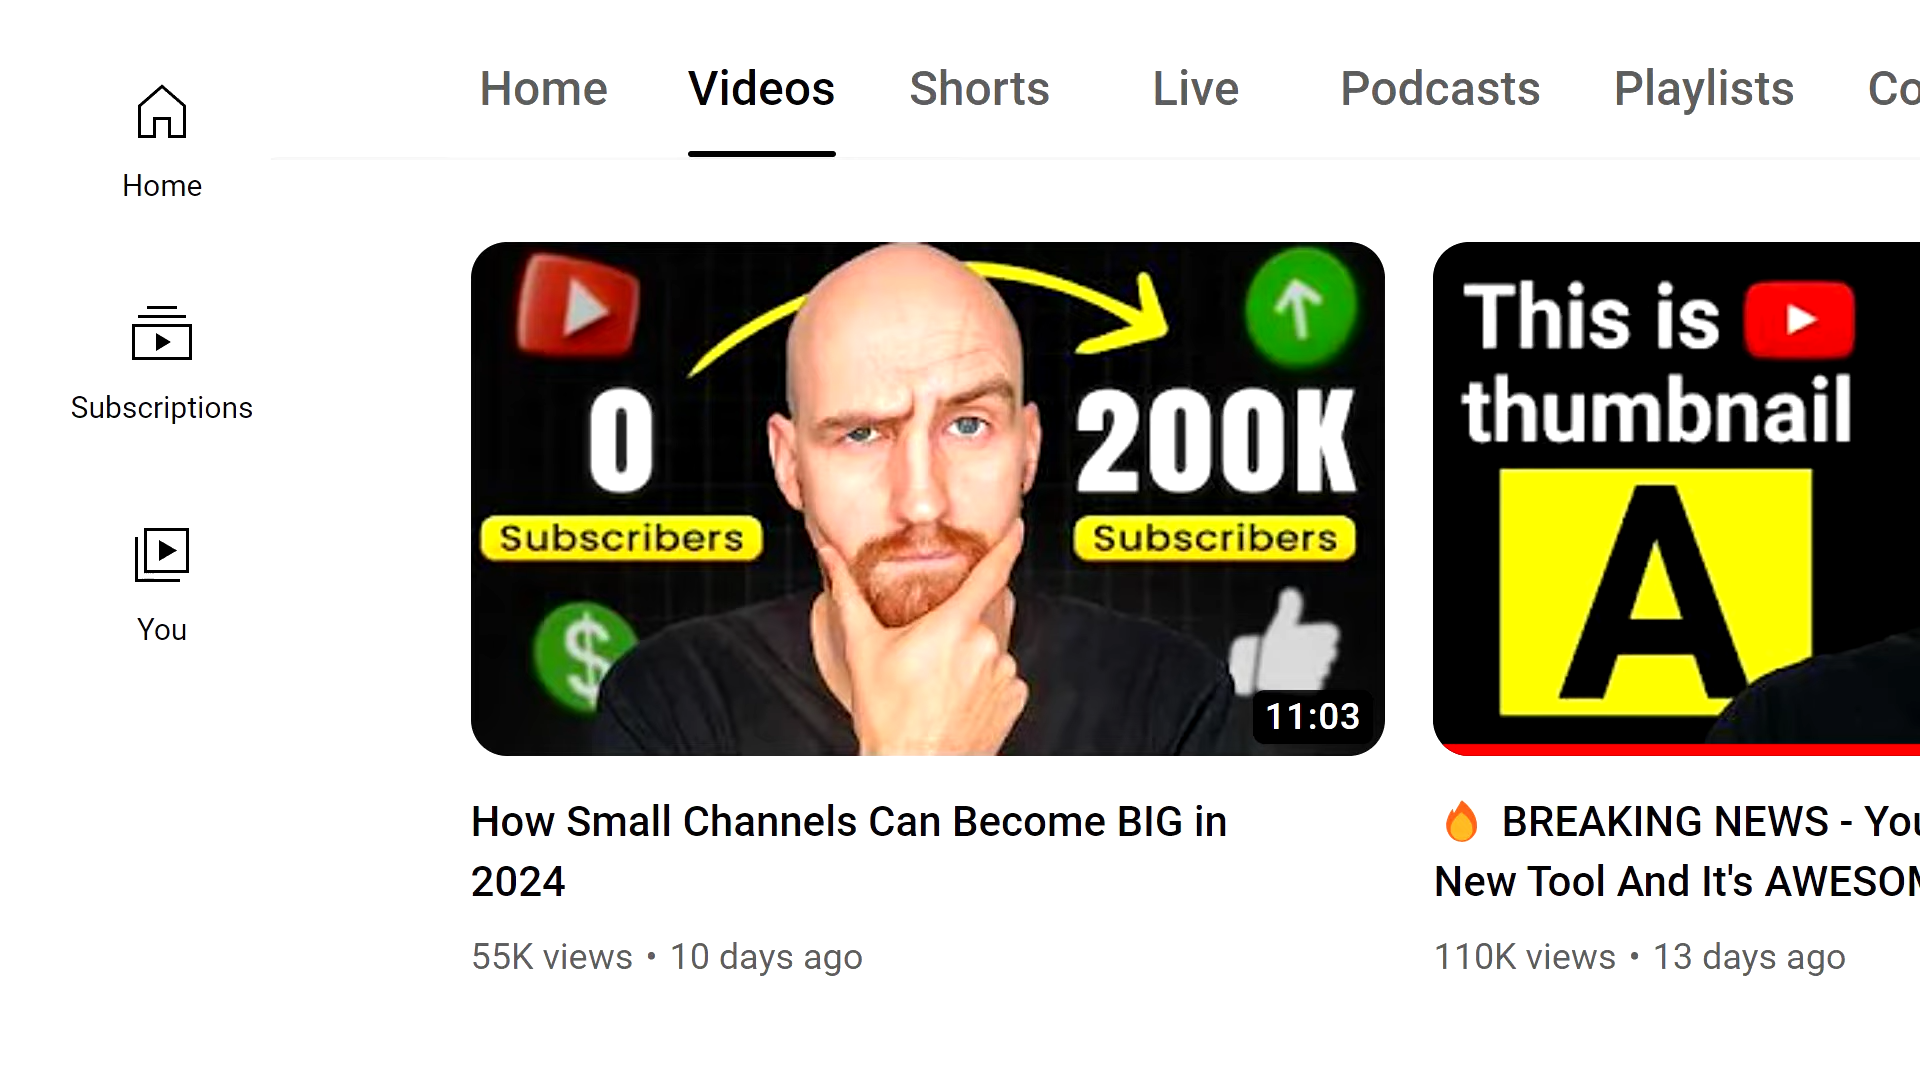 Home
Videos
Shorts
Live
Podcasts
Playlists
Co
Home
Subscriptions
You
0
Subscribers
200K
Subscribers
$
11:03
How Small Channels Can Become BIG in
2024
55K views • 10 days ago
This is
thumbnail
A
🔥 BREAKING NEWS - You
New Tool And It's AWESOM
110K views • 13 days ago